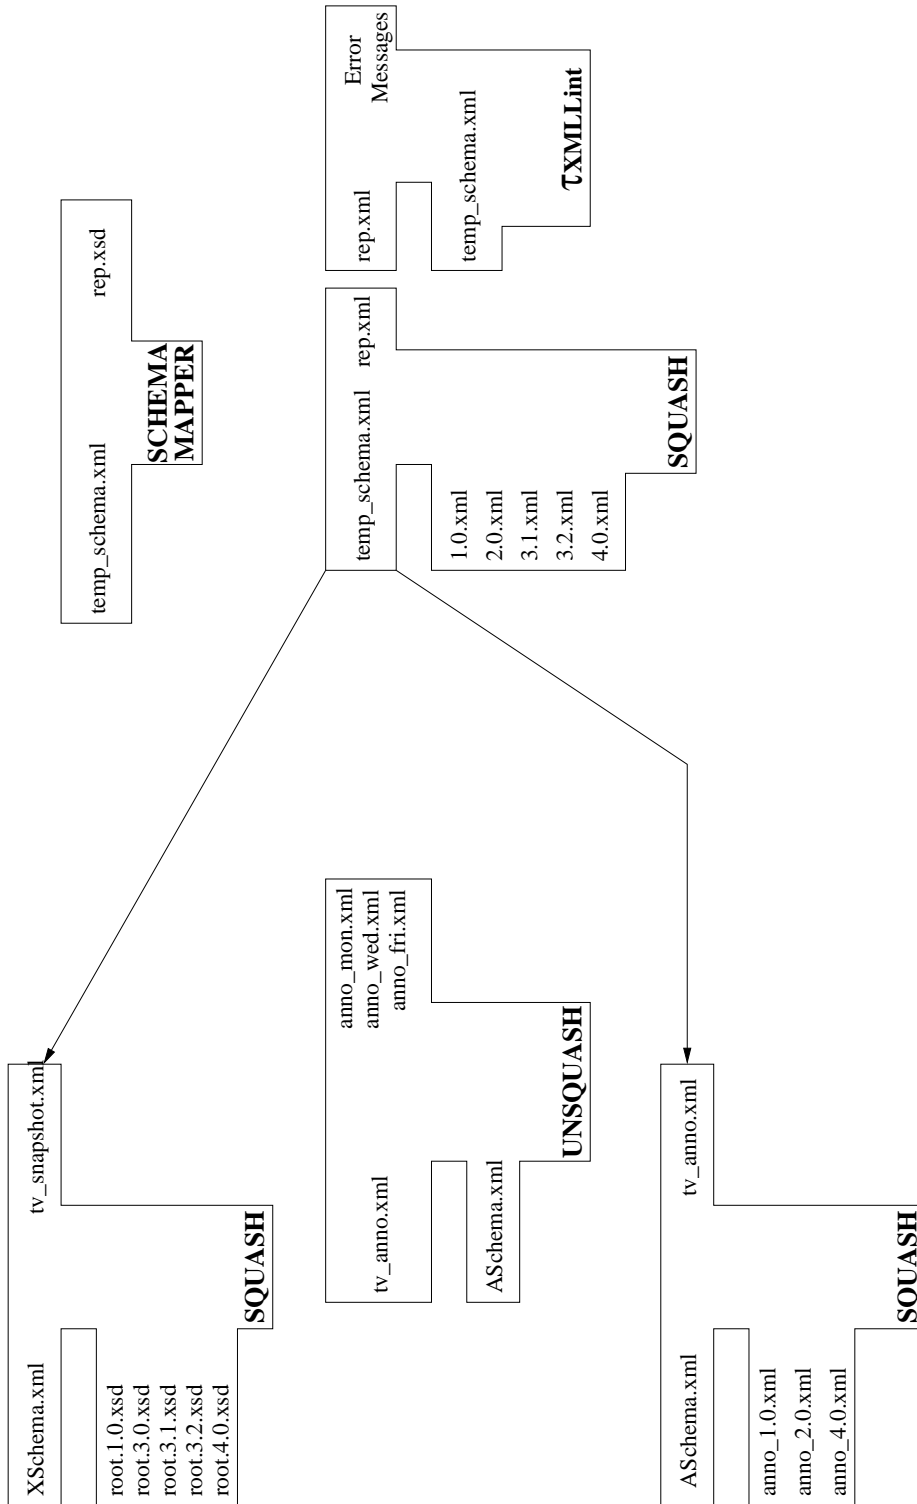 XSchema.xml
tv_snapshot.xml
root.1.0.xsd
root.3.0.xsd
root.3.1.xsd
root.3.2.xsd
root.4.0.xsd
SQUASH
temp_schema.xml
rep.xsd
SCHEMA
MAPPER
tv_anno.xml
anno_mon.xml
anno_wed.xml
anno_fri.xml
ASchema.xml
UNSQUASH
temp_schema.xml
rep.xml
1.0.xml
2.0.xml
3.1.xml
3.2.xml
4.0.xml
SQUASH
rep.xml
Error
Messages
temp_schema.xml
τXMLLint
ASchema.xml
tv_anno.xml
anno_1.0.xml
anno_2.0.xml
anno_4.0.xml
SQUASH